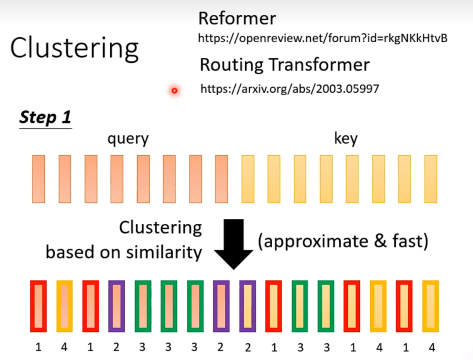 Clustering
Reformer
https://openreview.net/forum?id=rkgNKkHtvB
Routing Transformer
https://arxiv.org/abs/2003.05997
Step 1
query
key
Clustering
based on similarity
(approximate & fast)
1 4 1 2 3 3 3 2 2 1 3 3 1 4 1 4